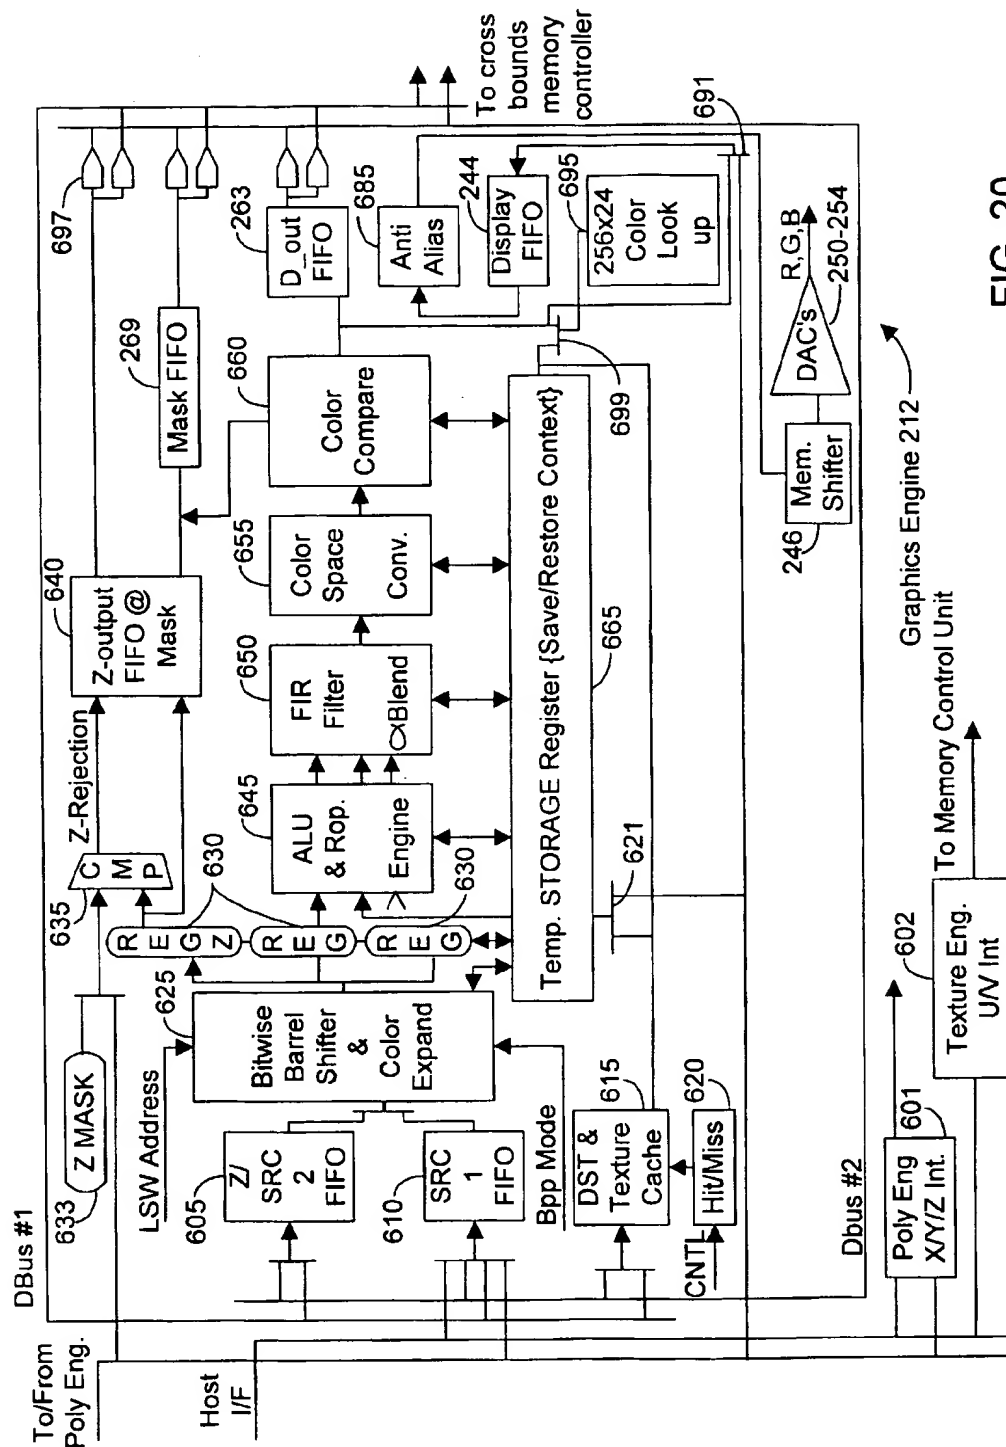 To/From
Poly Eng.
DBus #1
Host
I/F
633
Z MASK
LSW Address
605
Z/
SRC
2
FIFO
610
SRC
1
FIFO
Bpp Mode
DST &
Texture
Cache
615
CNTL
Hit/Miss
620
Dbus #2
625
Bitwise
Barrel
Shifter
&
Color
Expand
635
C
M
P
Z-Rejection
630
R
E
G
Z
R
E
G
630
R
E
G
640
Z-output
FIFO @
Mask
645
ALU
& Rop.
> Engine
650
FIR
Filter
αBlend
655
Color
Space
Conv.
660
Color
Compare
269
Mask FIFO
697
Temp. STORAGE Register {Save/Restore Context}
665
621
699
263
D_out
FIFO
685
Anti
Alias
244
Display
FIFO
695
256x24
Color
Look
up
691
To cross
bounds
memory
controller
246
Mem.
Shifter
DAC's
R,G,B
250-254
Graphics Engine 212
Poly Eng
X/Y/Z Int.
601
602
Texture Eng.
U/V Int
To Memory Control Unit
FIG. 20